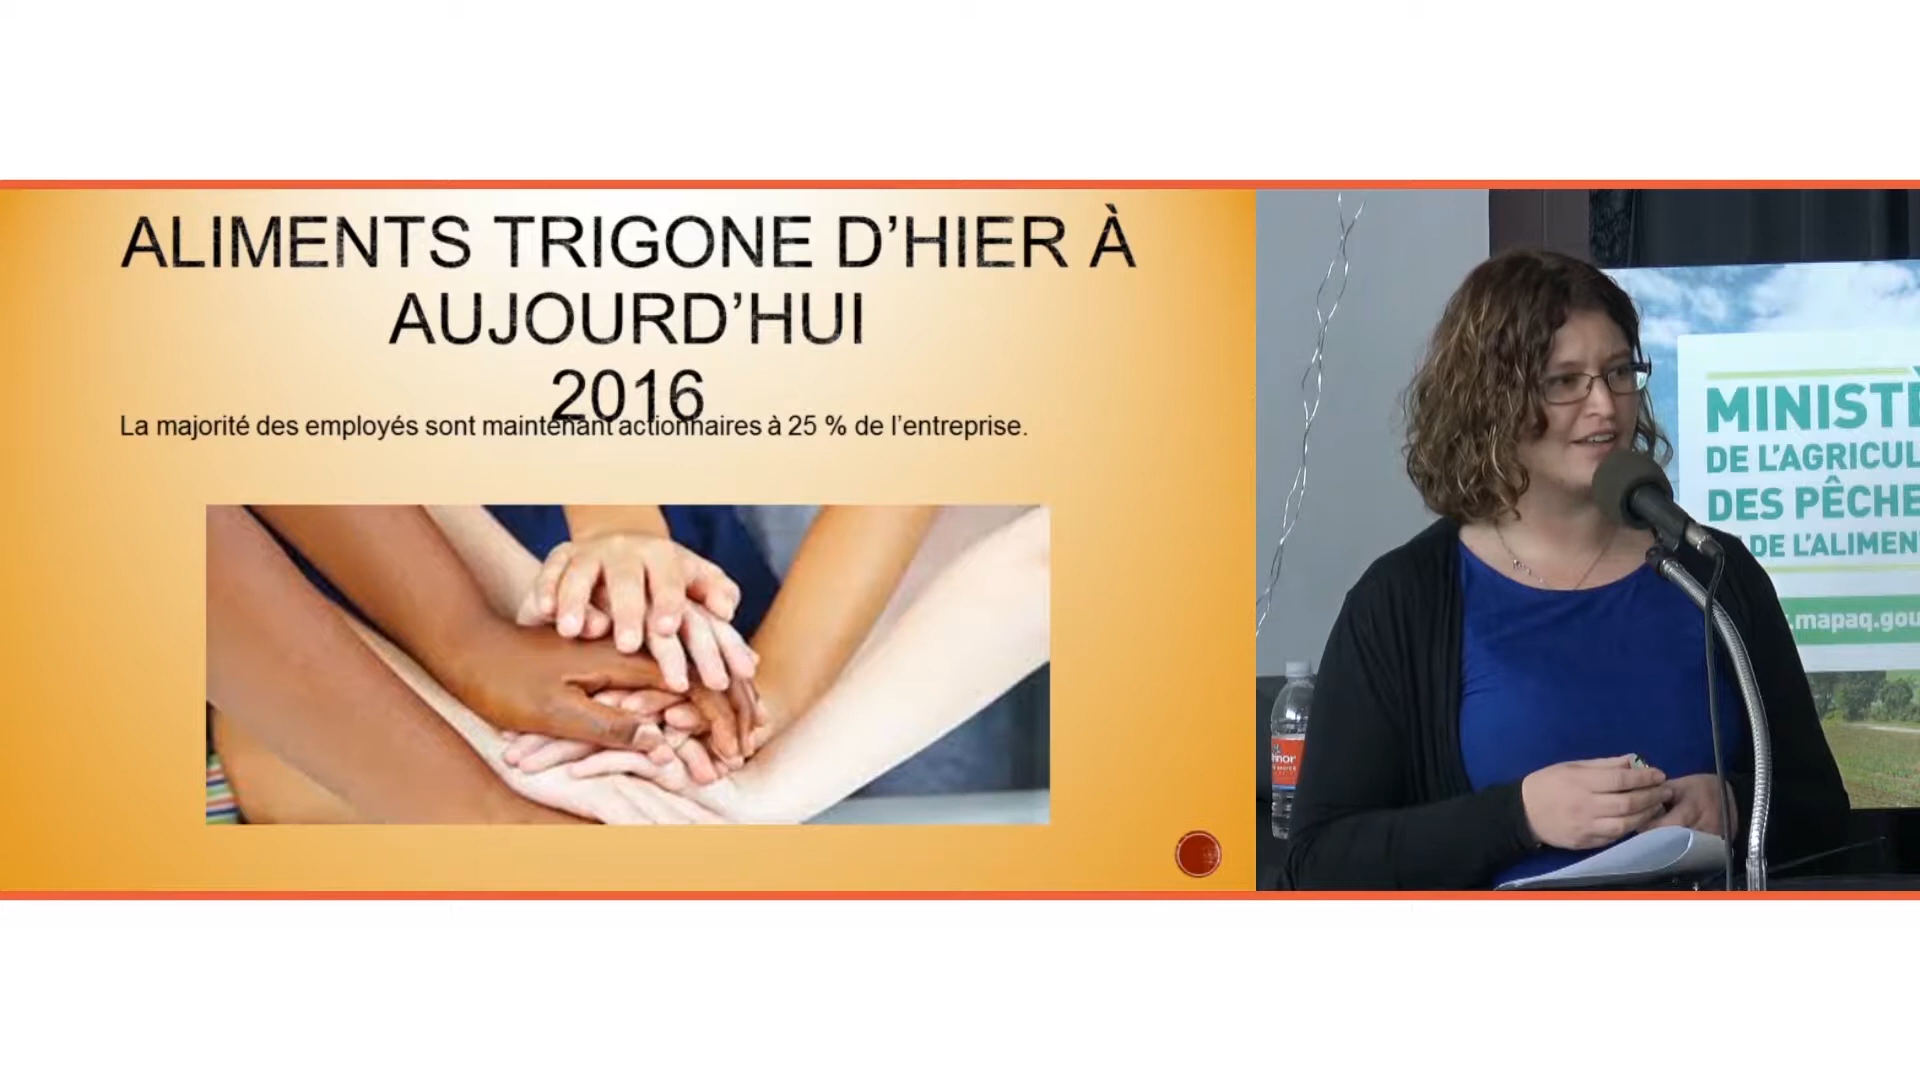 ALIMENTS TRIGONE D’HIER À
AUJOURD’HUI
2016
La majorité des employés sont maintenant actionnaires à 25 % de l’entreprise.
MINISTÈ
DE L’AGRICUL
DES PÊCHE
DE L’ALIMEN
.mapaq.gou